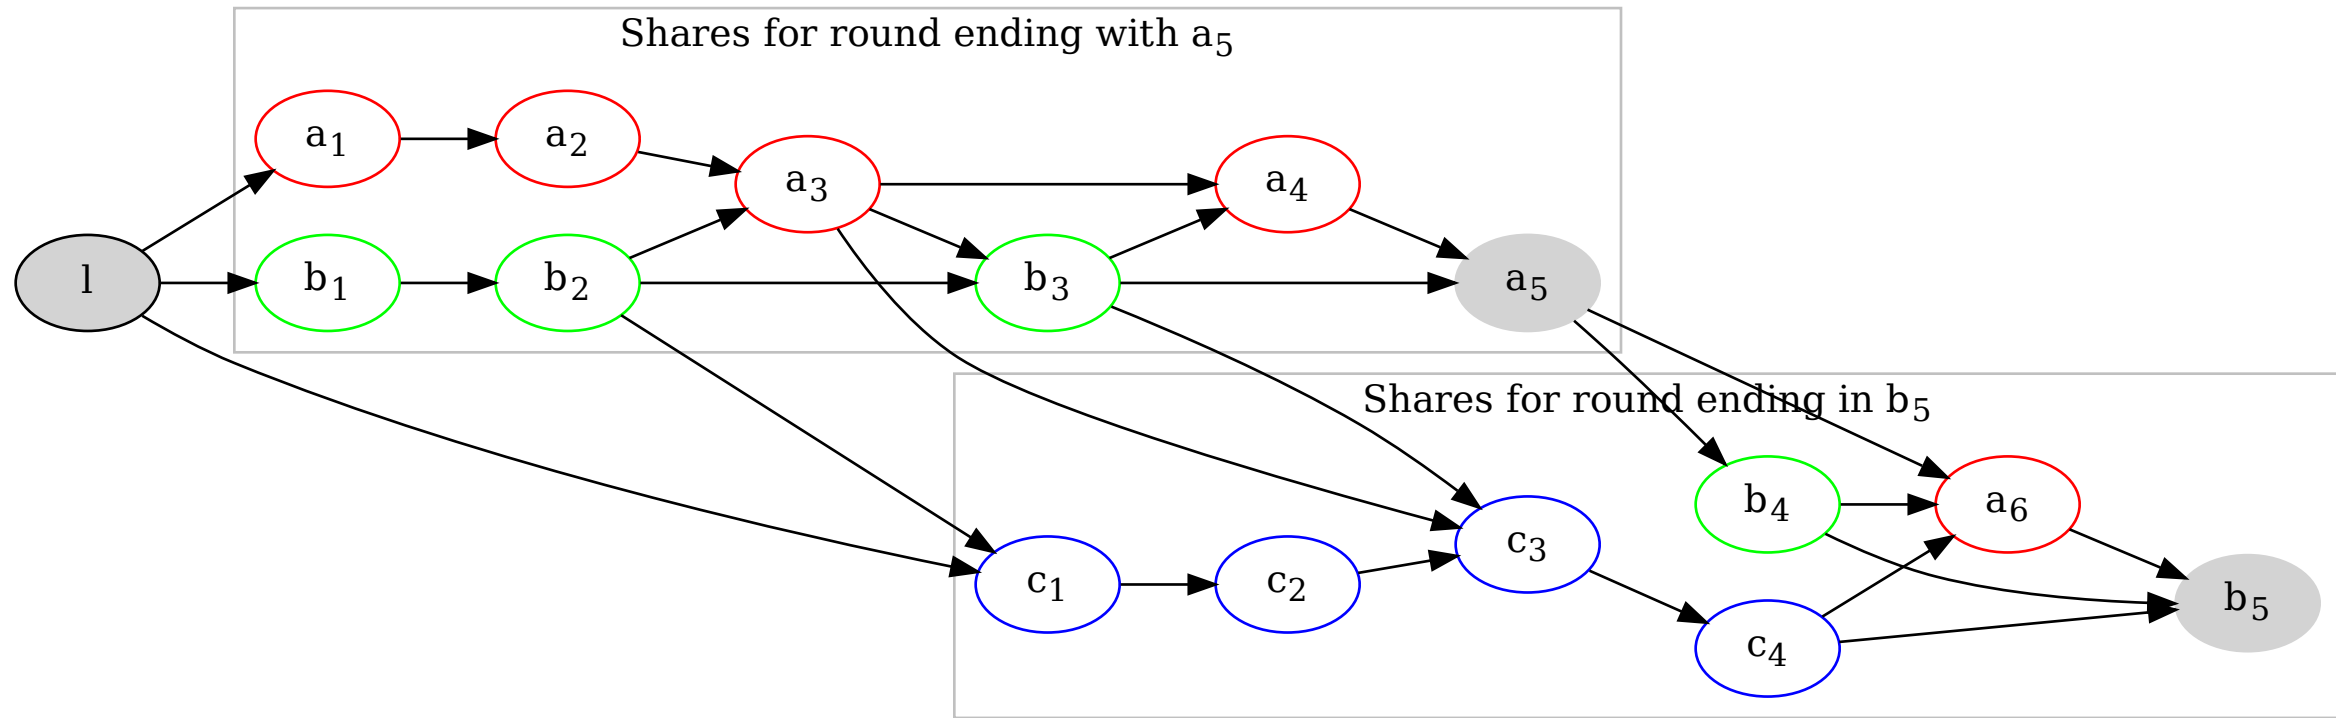 Shares for round ending with a₅
a₁
a₂
a₃
a₄
l
b₁
b₂
b₃
a₅
Shares for round ending in b₅
b₄
a₆
c₁
c₂
c₃
c₄
b₅